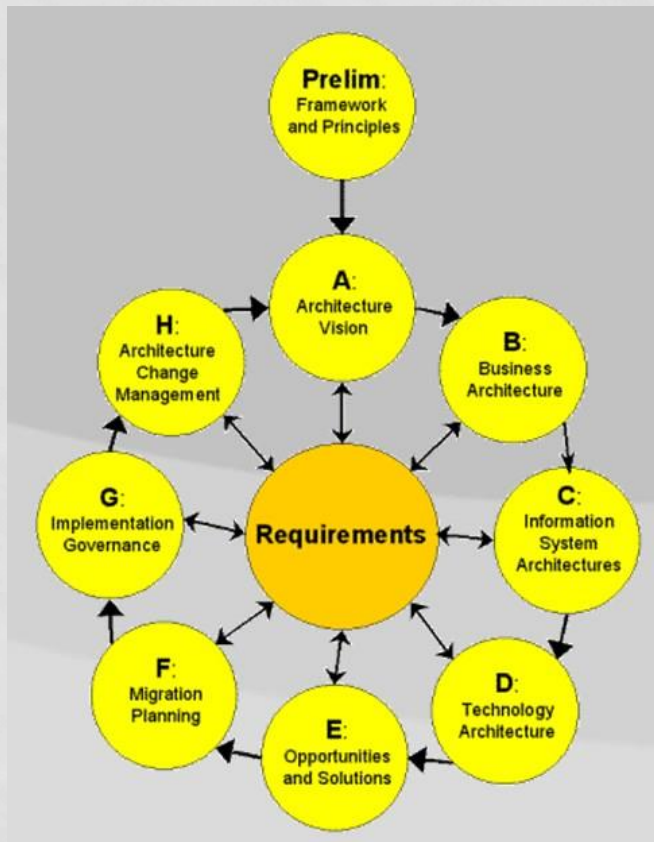 Prelim:
Framework
and Principles
A:
Architecture
Vision
B:
Business
Architecture
C:
Information
System
Architectures
D:
Technology
Architecture
E:
Opportunities
and Solutions
F:
Migration
Planning
G:
Implementation
Governance
H:
Architecture
Change
Management
Requirements